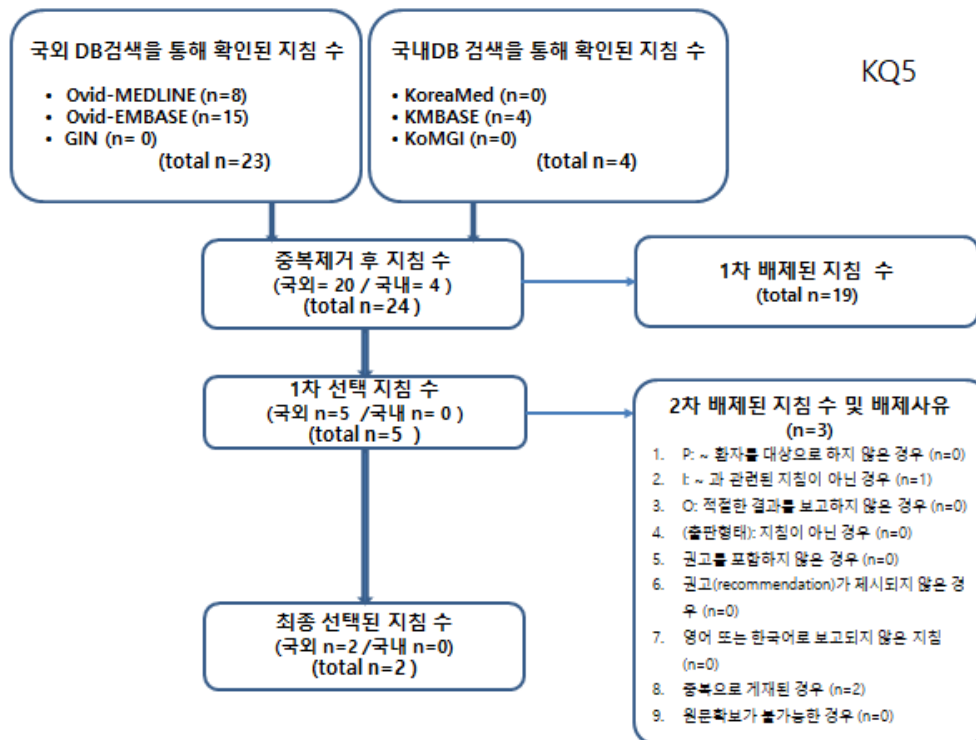 국외 DB검색을 통해 확인된 지침 수
• Ovid-MEDLINE (n=8)
• Ovid-EMBASE (n=15)
• GIN (n= 0)
(total n=23)
국내DB 검색을 통해 확인된 지침 수
• KoreaMed (n=0)
• KMBASE (n=4)
• KoMGI (n=0)
(total n=4)
KQ5
중복제거 후 지침 수
(국외= 20 / 국내= 4 )
(total n=24 )
1차 배제된 지침 수
(total n=19)
1차 선택 지침 수
(국외 n=5 /국내 n= 0 )
(total n=5 )
2차 배제된 지침 수 및 배제사유
(n=3)
1. P: ~ 환자를 대상으로 하지 않은 경우 (n=0)
2. I: ~ 과 관련된 지침이 아닌 경우 (n=1)
3. O: 적절한 결과를 보고하지 않은 경우 (n=0)
4. (출판형태): 지침이 아닌 경우 (n=0)
5. 권고를 포함하지 않은 경우 (n=0)
6. 권고(recommendation)가 제시되지 않은 경
우 (n=0)
7. 영어 또는 한국어로 보고되지 않은 지침
(n=0)
8. 중복으로 게재된 경우 (n=2)
9. 원문확보가 불가능한 경우 (n=0)
최종 선택된 지침 수
(국외 n=2 /국내 n=0)
(total n=2 )